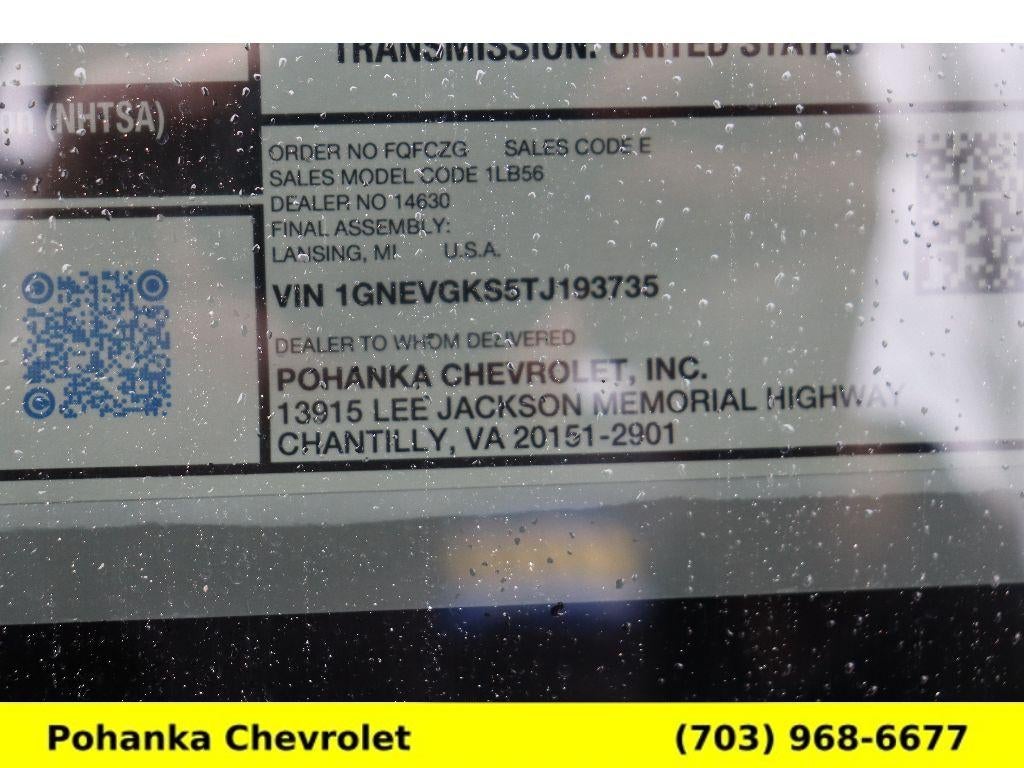 TRANSMISSION: UNITED STATES
(NHTSA)
ORDER NO FQFCZG SALES CODE E
SALES MODEL CODE 1LB56
DEALER NO 14630
FINAL ASSEMBLY:
LANSING, MI U.S.A.
VIN 1GNEVGKS5TJ193735
DEALER TO WHOM DELIVERED
POHANKA CHEVROLET, INC.
13915 LEE JACKSON MEMORIAL HIGHWAY
CHANTILLY, VA 20151-2901
Pohanka Chevrolet (703) 968-6677